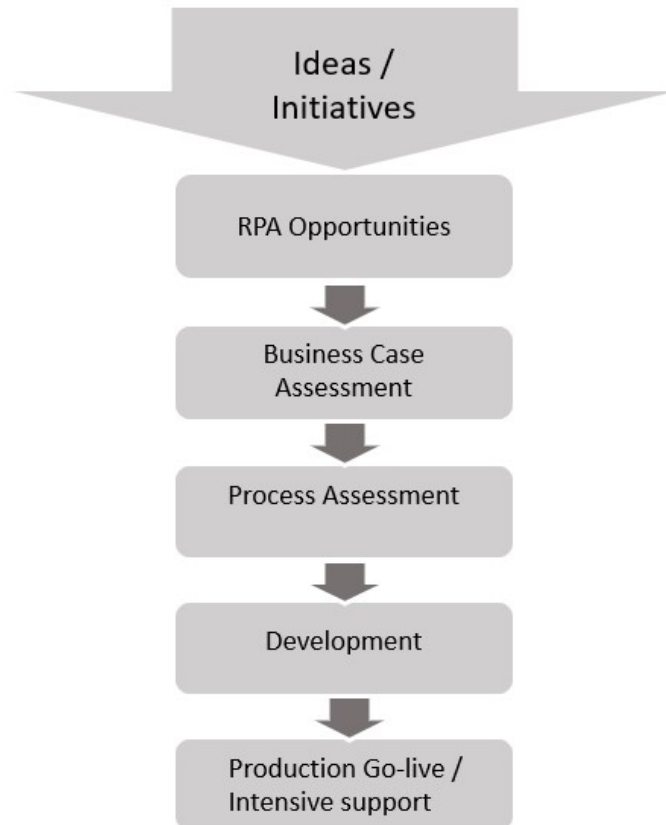 Ideas /
Initiatives
RPA Opportunities
Business Case
Assessment
Process Assessment
Development
Production Go-live /
Intensive support